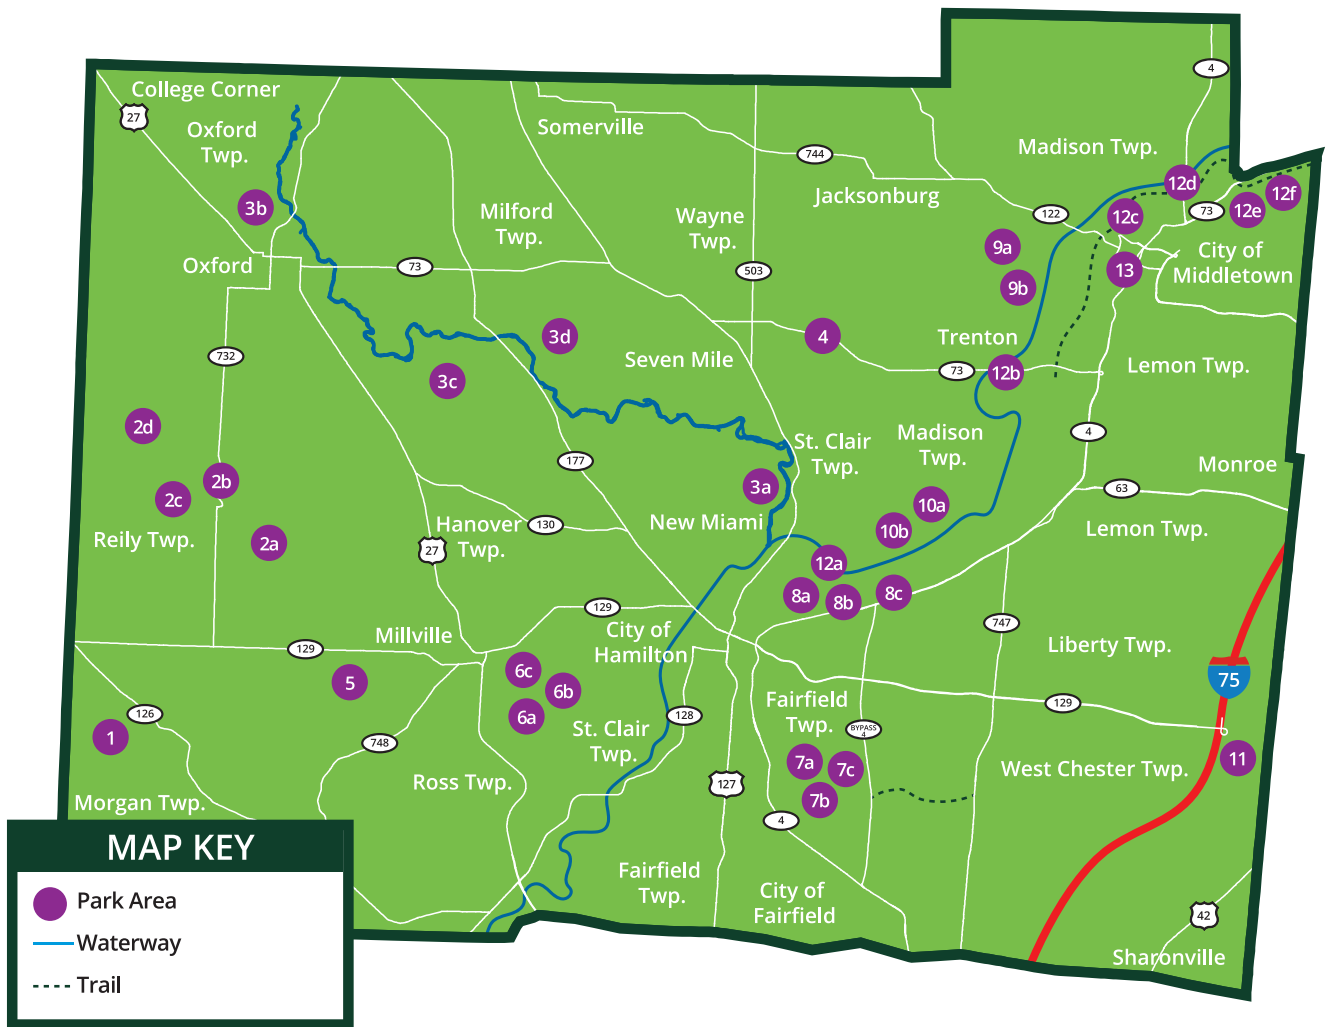 4
College Corner
27
Oxford
Twp.
Somerville
744
Madison Twp.
12d
12f
3b
Milford
Twp.
Wayne
Twp.
Jacksonburg
122
12c
73
12e
Oxford
73
503
9a
9b
13
City of
Middletown
732
3d
4
Trenton
3c
Seven Mile
73
12b
Lemon Twp.
2d
St. Clair
Twp.
Madison
Twp.
4
2b
2c
177
3a
Monroe
63
Reily Twp.
2a
Hanover
Twp.
27
130
New Miami
10a
10b
Lemon Twp.
12a
8a
8b
8c
129
Millville
129
City of
Hamilton
747
Liberty Twp.
5
6c
6b
6a
75
126
1
748
St. Clair
Twp.
128
Fairfield
Twp.
BYPASS
4
129
7a
7c
7b
West Chester Twp.
11
Ross Twp.
127
Morgan Twp.
4
Fairfield
Twp.
City of
Fairfield
42
Sharonville
MAP KEY
Park Area
Waterway
Trail